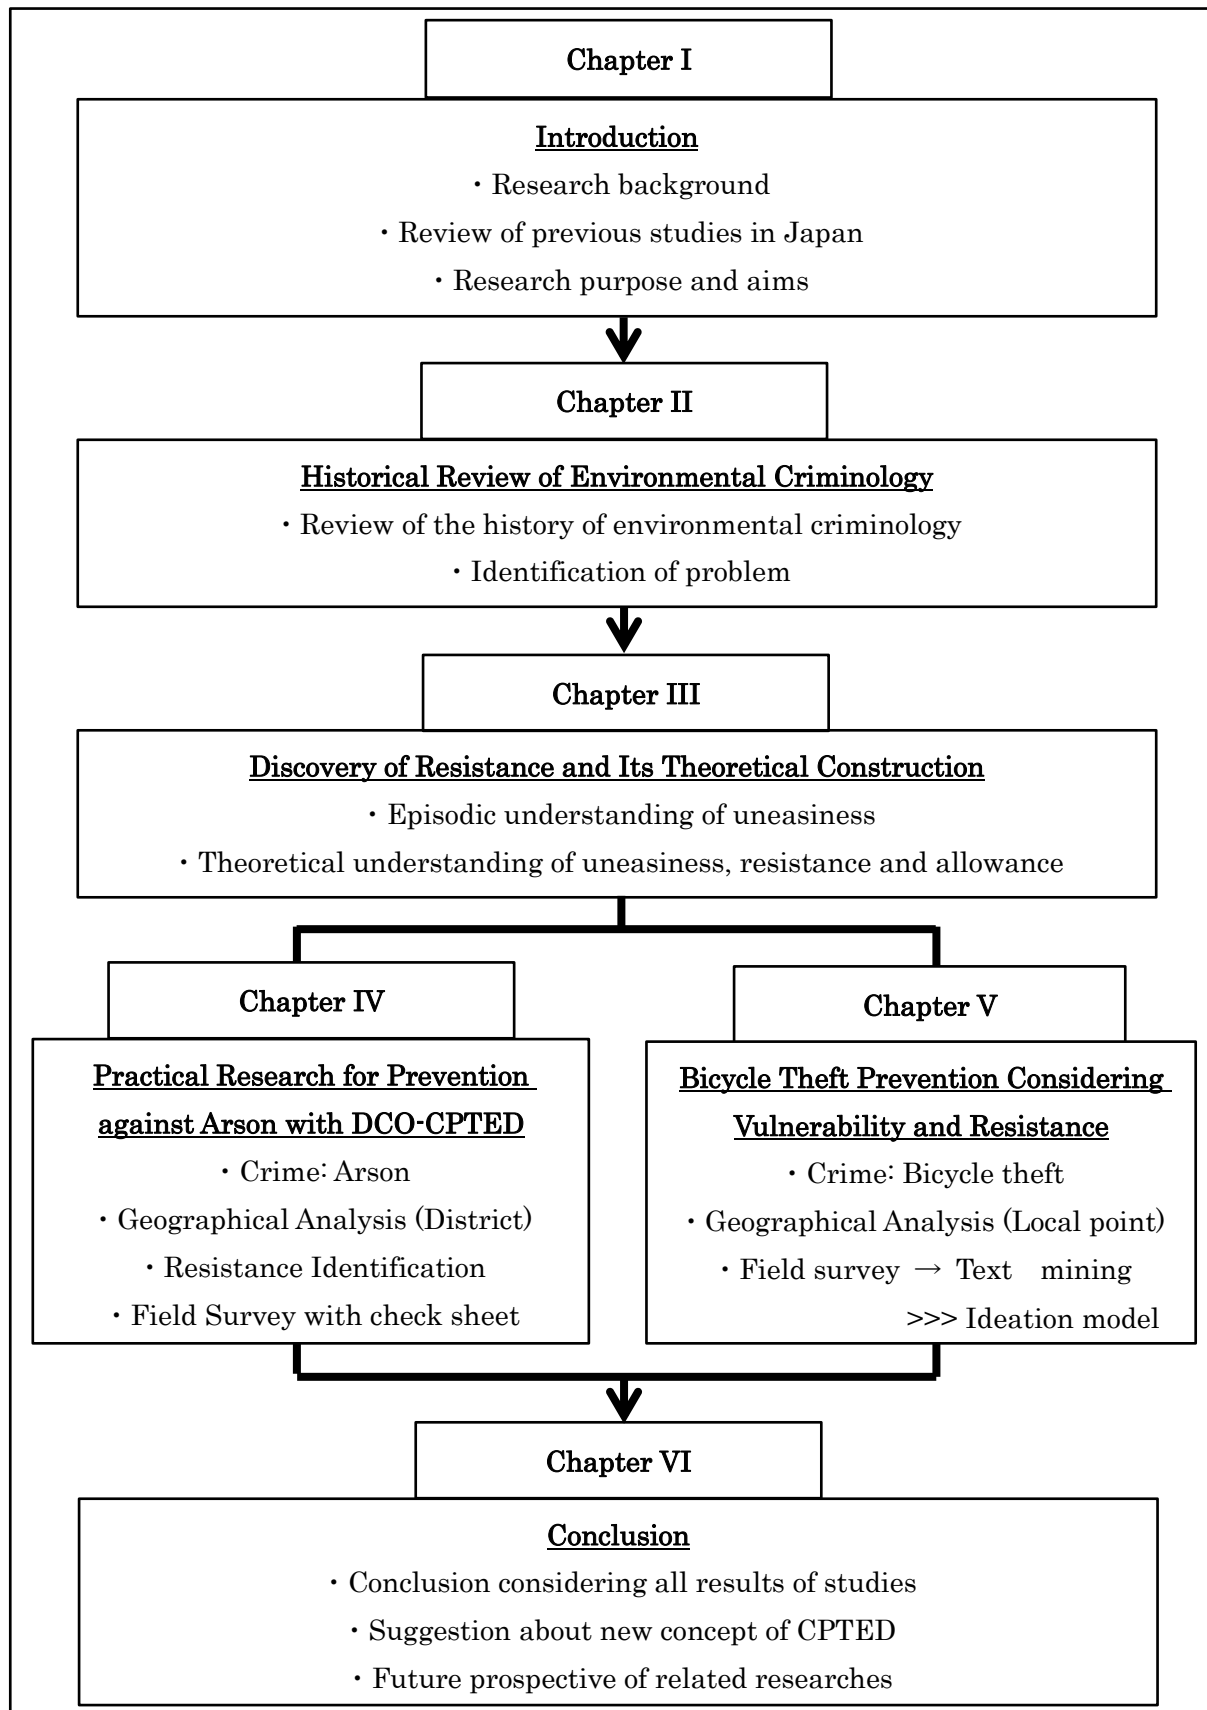 Chapter I
Introduction
・Research background
・Review of previous studies in Japan
・Research purpose and aims
Chapter II
Historical Review of Environmental Criminology
・Review of the history of environmental criminology
・Identification of problem
Chapter III
Discovery of Resistance and Its Theoretical Construction
・Episodic understanding of uneasiness
・Theoretical understanding of uneasiness, resistance and allowance
Chapter IV
Practical Research for Prevention
against Arson with DCO-CPTED
・Crime: Arson
・Geographical Analysis (District)
・Resistance Identification
・Field Survey with check sheet
Chapter V
Bicycle Theft Prevention Considering
Vulnerability and Resistance
・Crime: Bicycle theft
・Geographical Analysis (Local point)
・Field survey → Text　mining
>>> Ideation model
Chapter VI
Conclusion
・Conclusion considering all results of studies
・Suggestion about new concept of CPTED
・Future prospective of related researches